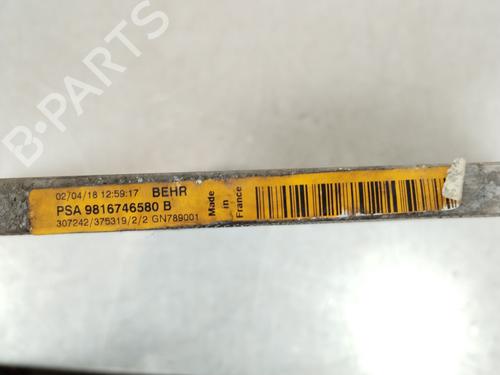 B-PARTS
02/04/18 12:59:17 BEHR
PSA 9816746580 B
307242/375319/2/2 GN789001
Made
in
France